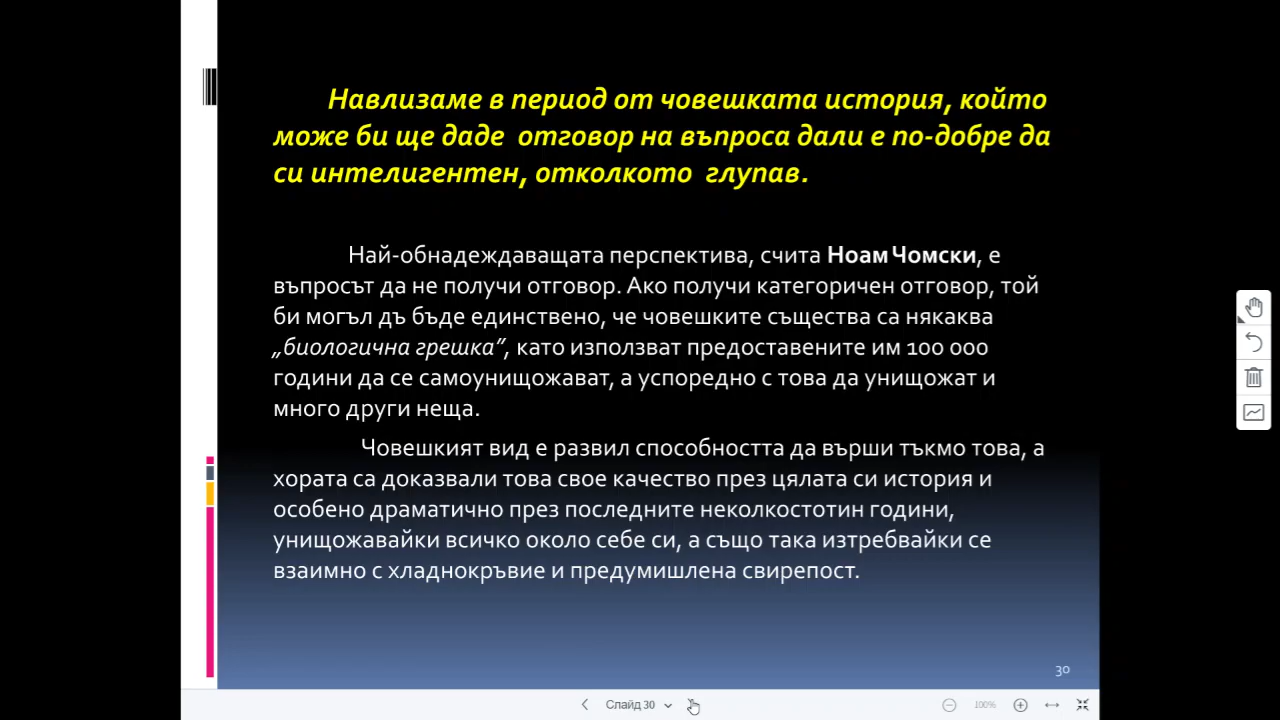 Навлизаме в период от човешката история, който
може би ще даде отговор на въпроса дали е по-добре да
си интелигентен, отколкото глупав.
Най-обнадеждаващата перспектива, счита Ноам Чомски, е
въпросът да не получи отговор. Ако получи категоричен отговор, той
би могъл дъ бъде единствено, че човешките същества са някаква
„биологична грешка”, като използват предоставените им 100 000
години да се самоунищожават, а успоредно с това да унищожат и
много други неща.
Човешкият вид е развил способността да върши тъкмо това, а
хората са доказвали това свое качество през цялата си история и
особено драматично през последните неколкостотин години,
унищожавайки всичко около себе си, а също така изтребвайки се
взаимно с хладнокръвие и предумишлена свирепост.
30
Слайд 30
100%